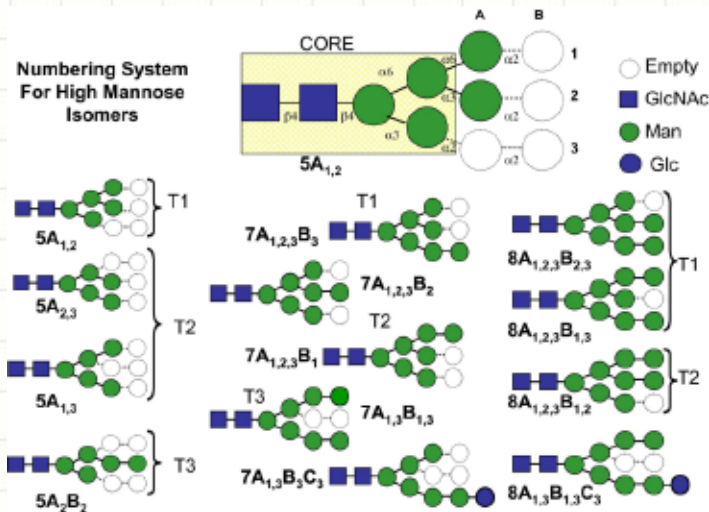 A B
CORE
Numbering System
For High Mannose
Isomers
α6 α6 α2 1
α3 α2 2
β4 β4 α3 α2 α2 3
5A1,2
Empty
GlcNAc
Man
Glc
T1
5A1,2
5A2,3
T2
5A1,3
T3
5A2B2
T1
7A1,2,3B3
7A1,2,3B2
T2
7A1,2,3B1
T3
7A1,3B1,3
7A1,3B3C3
8A1,2,3B2,3
T1
8A1,2,3B1,3
8A1,2,3B1,2
T2
8A1,3B1,3C3